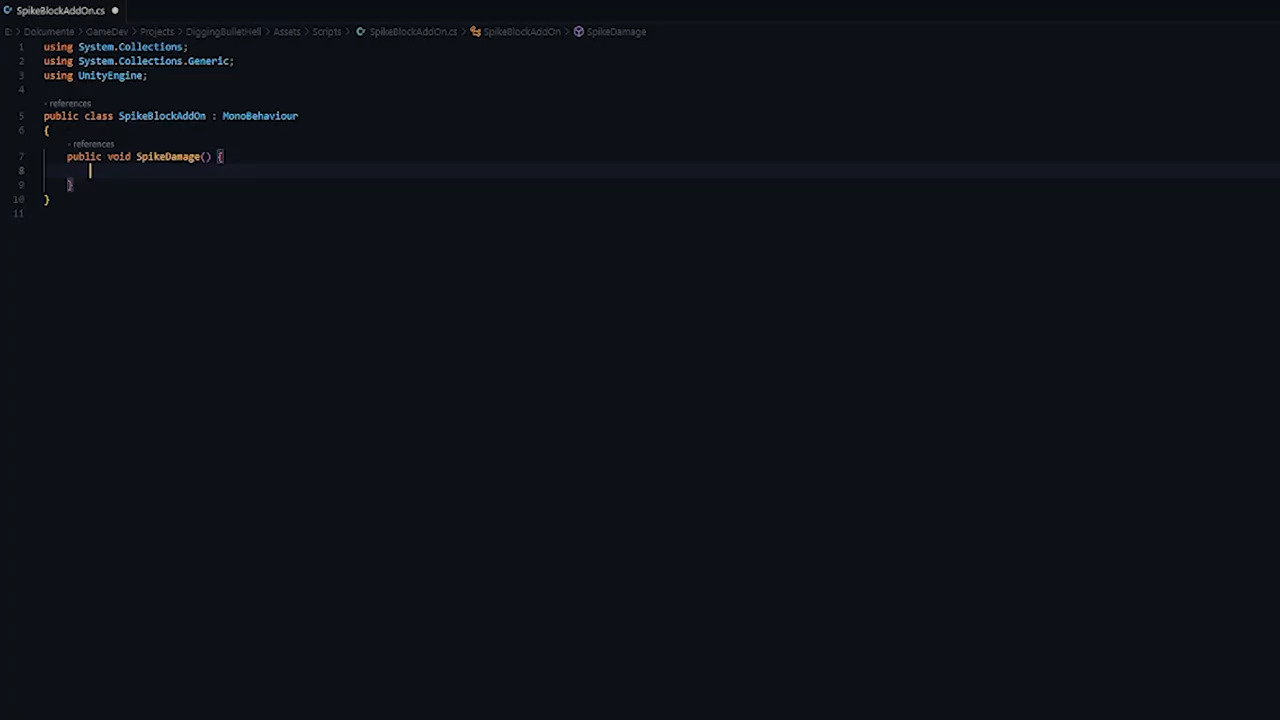 SpikeBlockAddOn.cs
E: > Dokumente > GameDev > Projects > DiggingBulletHell > Assets > Scripts > SpikeBlockAddOn.cs > SpikeBlockAddOn > SpikeDamage
1 using System.Collections;
2 using System.Collections.Generic;
3 using UnityEngine;
4
- references
5 public class SpikeBlockAddOn : MonoBehaviour
6 {
- references
7 public void SpikeDamage() {
8
9 }
10 }
11